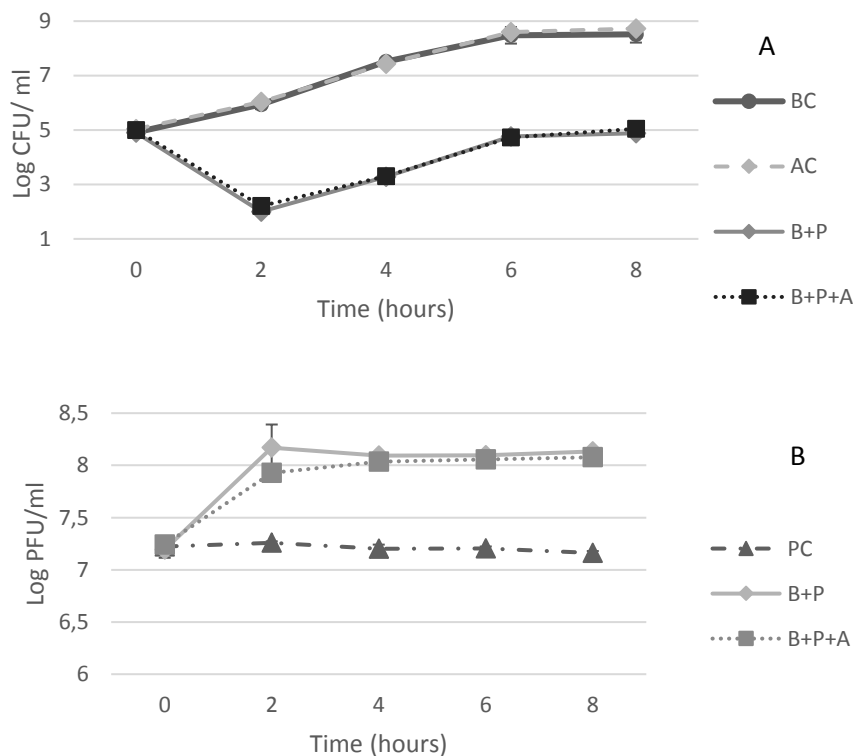 9
7
5
3
1
Log CFU/ ml
0 2 4 6 8
Time (hours)
A
BC
AC
B+P
B+P+A
8,5
8
7,5
7
6,5
6
Log PFU/ml
0 2 4 6 8
Time (hours)
B
PC
B+P
B+P+A